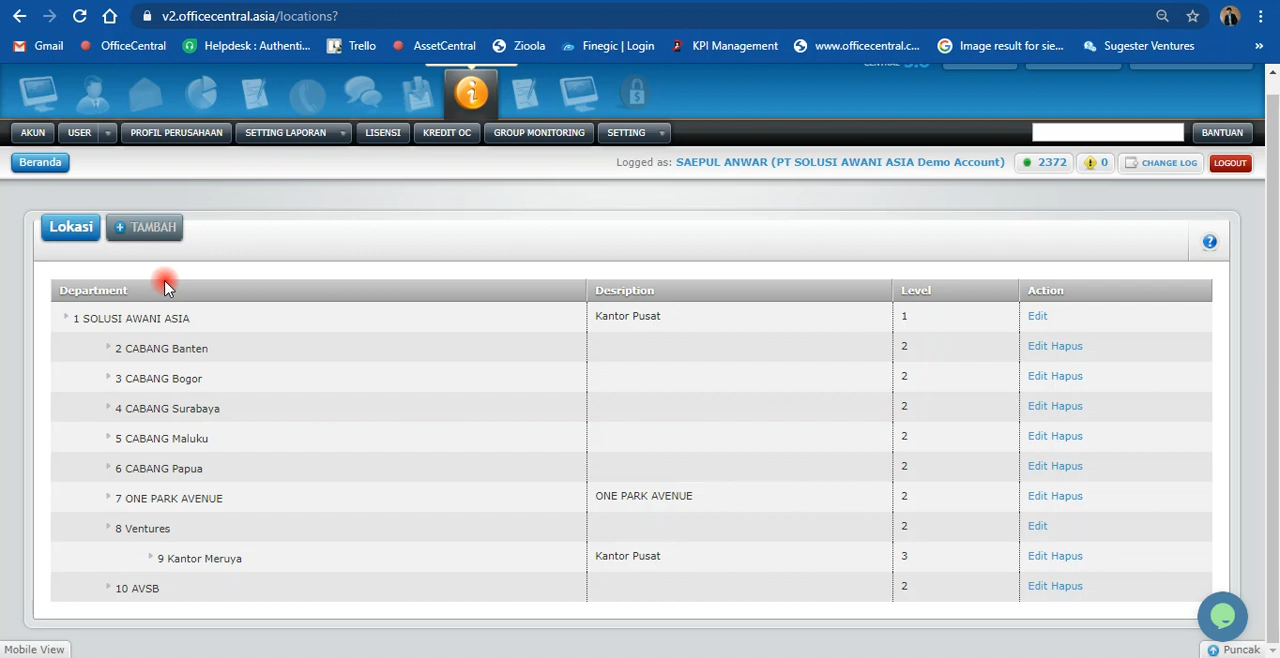 v2.officecentral.asia/locations?
Gmail OfficeCentral Helpdesk : Authenti... Trello AssetCentral Zioola Finegic | Login KPI Management www.officecentral.c... Image result for sie... Sugester Ventures »
AKUN USER PROFIL PERUSAHAAN SETTING LAPORAN LISENSI KREDIT OC GROUP MONITORING SETTING BANTUAN
Beranda Logged as: SAEPUL ANWAR (PT SOLUSI AWANI ASIA Demo Account) 2372 0 CHANGE LOG LOGOUT
Lokasi TAMBAH
Department Desription Level Action
1 SOLUSI AWANI ASIA Kantor Pusat 1 Edit
2 CABANG Banten 2 Edit Hapus
3 CABANG Bogor 2 Edit Hapus
4 CABANG Surabaya 2 Edit Hapus
5 CABANG Maluku 2 Edit Hapus
6 CABANG Papua 2 Edit Hapus
7 ONE PARK AVENUE ONE PARK AVENUE 2 Edit Hapus
8 Ventures 2 Edit
9 Kantor Meruya Kantor Pusat 3 Edit Hapus
10 AVSB 2 Edit Hapus
Mobile View Puncak